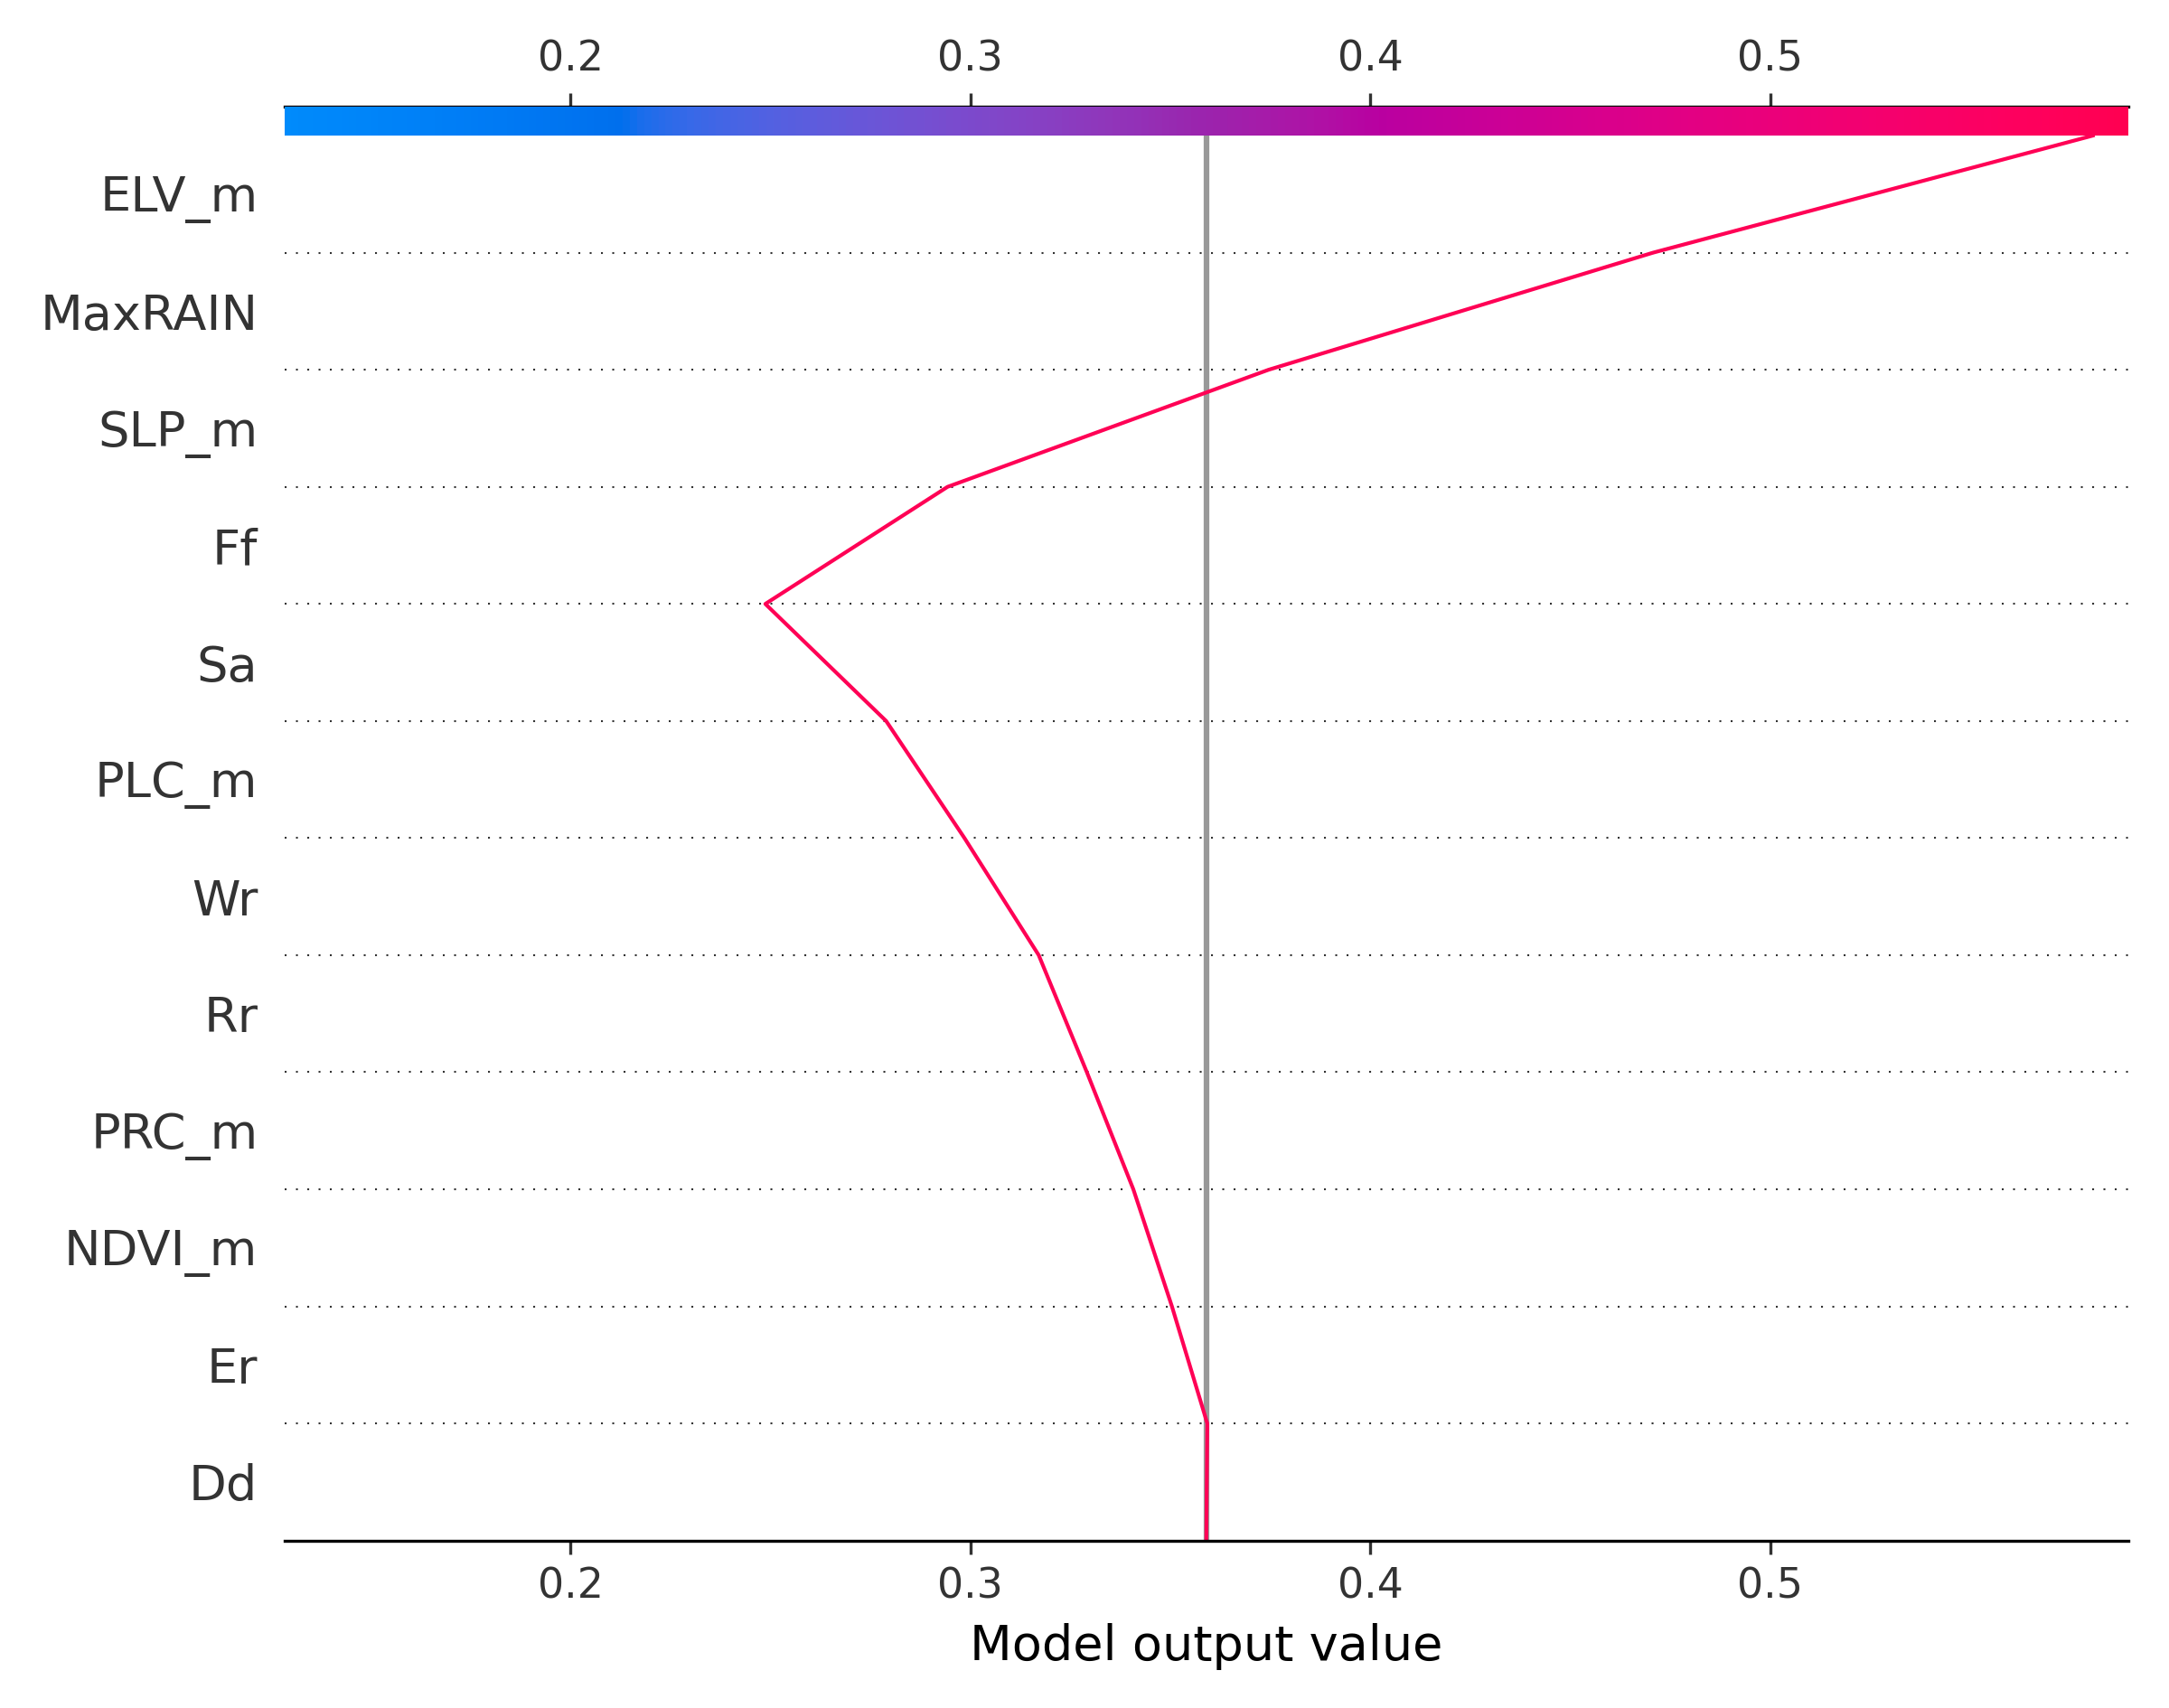 0.2 0.3 0.4 0.5
ELV_m
MaxRAIN
SLP_m
Ff
Sa
PLC_m
Wr
Rr
PRC_m
NDVI_m
Er
Dd
0.2 0.3 0.4 0.5
Model output value